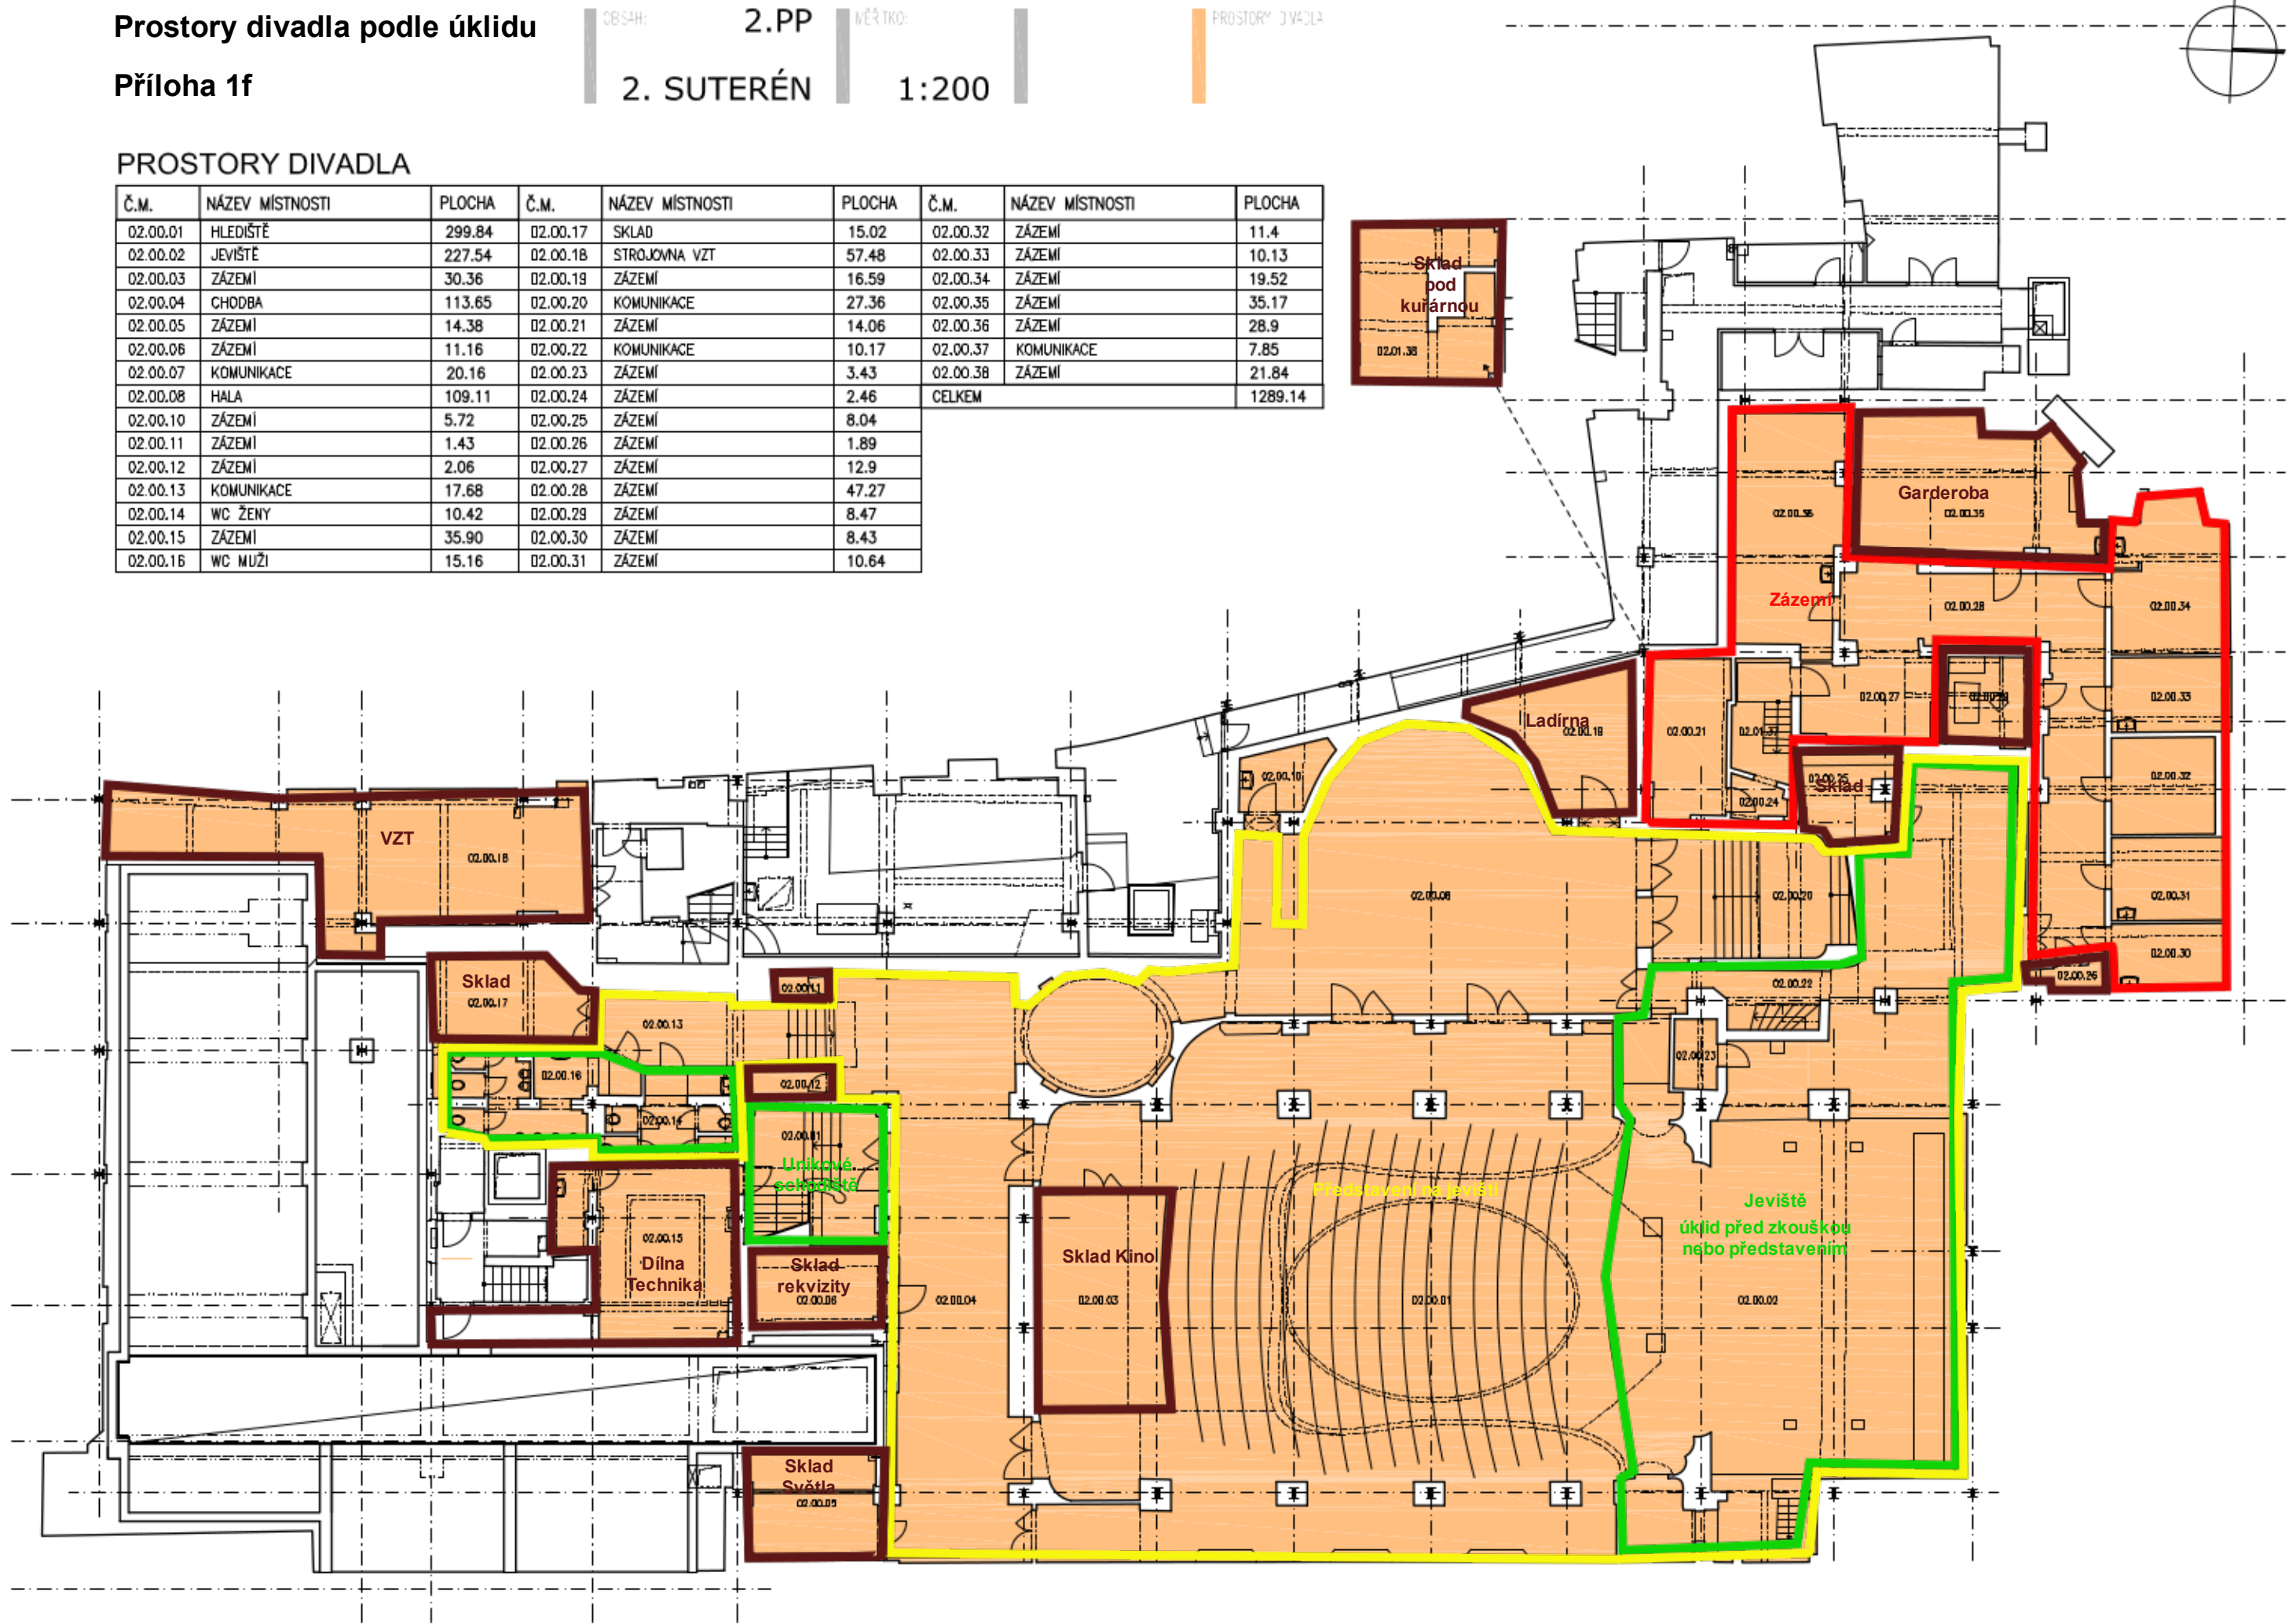 Prostory divadla podle úklidu
Příloha 1f
OBSAH:
2.PP
2. SUTERÉN
MĚŘÍTKO:
1:200
PROSTORY DIVADLA
PROSTORY DIVADLA
Č.M. NÁZEV MÍSTNOSTI PLOCHA Č.M. NÁZEV MÍSTNOSTI PLOCHA Č.M. NÁZEV MÍSTNOSTI PLOCHA
02.00.01 HLEDIŠTĚ 299.84 02.00.17 SKLAD 15.02 02.00.32 ZÁZEMÍ 11.4
02.00.02 JEVIŠTĚ 227.54 02.00.18 STROJOVNA VZT 57.48 02.00.33 ZÁZEMÍ 10.13
02.00.03 ZÁZEMÍ 30.36 02.00.19 ZÁZEMÍ 16.59 02.00.34 ZÁZEMÍ 19.52
02.00.04 CHODBA 113.65 02.00.20 KOMUNIKACE 27.36 02.00.35 ZÁZEMÍ 35.17
02.00.05 ZÁZEMÍ 14.38 02.00.21 ZÁZEMÍ 14.06 02.00.36 ZÁZEMÍ 28.9
02.00.06 ZÁZEMÍ 11.16 02.00.22 KOMUNIKACE 10.17 02.00.37 KOMUNIKACE 7.85
02.00.07 KOMUNIKACE 20.16 02.00.23 ZÁZEMÍ 3.43 02.00.38 ZÁZEMÍ 21.84
02.00.08 HALA 109.11 02.00.24 ZÁZEMÍ 2.46 CELKEM 1289.14
02.00.10 ZÁZEMÍ 5.72 02.00.25 ZÁZEMÍ 8.04
02.00.11 ZÁZEMÍ 1.43 02.00.26 ZÁZEMÍ 1.89
02.00.12 ZÁZEMÍ 2.06 02.00.27 ZÁZEMÍ 12.9
02.00.13 KOMUNIKACE 17.68 02.00.28 ZÁZEMÍ 47.27
02.00.14 WC ŽENY 10.42 02.00.29 ZÁZEMÍ 8.47
02.00.15 ZÁZEMÍ 35.90 02.00.30 ZÁZEMÍ 8.43
02.00.16 WC MUŽI 15.16 02.00.31 ZÁZEMÍ 10.64
Sklad
pod
kuřárnou
02.01.38
Garderoba
02.00.35
02.00.36
Zázemí
02.00.28
02.00.34
02.00.27
02.00.33
Ladírna
02.00.19
02.00.21
02.01.37
02.00.10
02.00.25
Sklad
02.00.24
02.00.32
VZT
02.00.18
02.00.08
02.00.20
02.00.31
02.00.30
02.00.26
Sklad
02.00.17
02.00.11
02.00.22
02.00.13
02.00.23
02.00.16
02.00.12
02.00.14
02.00.01
Únikové
schodiště
Představení na jevišti
Jeviště
úklid před zkouškou
nebo představením
02.00.15
Dílna
Technika
Sklad
rekvizity
02.00.06
02.00.04
Sklad Kino
02.00.03
02.00.01
02.00.02
Sklad
Světla
02.00.05